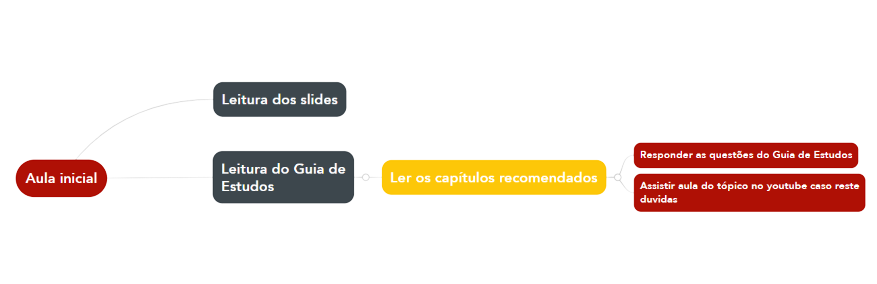 Aula inicial
Leitura dos slides
Leitura do Guia de
Estudos
Ler os capítulos recomendados
Responder as questões do Guia de Estudos
Assistir aula do tópico no youtube caso reste
duvidas